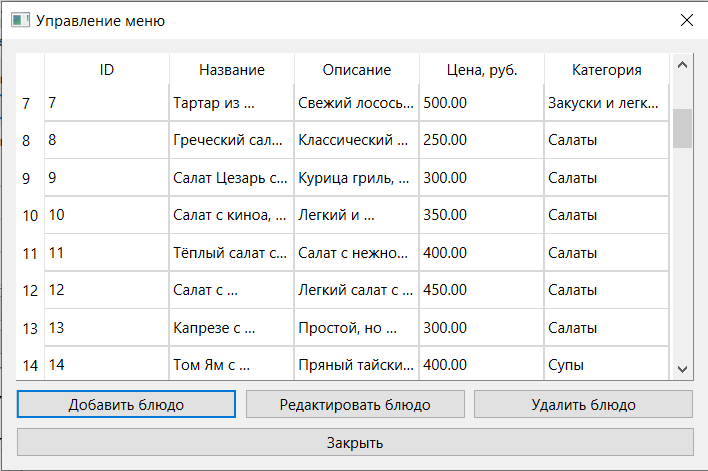 Управление меню
ID Название Описание Цена, руб. Категория
7 7 Тартар из ... Свежий лосось... 500.00 Закуски и легк...
8 8 Греческий сал... Классический ... 250.00 Салаты
9 9 Салат Цезарь с... Курица гриль, ... 300.00 Салаты
10 10 Салат с киноа, ... Легкий и ... 350.00 Салаты
11 11 Тёплый салат с... Салат с нежно... 400.00 Салаты
12 12 Салат с ... Легкий салат с ... 450.00 Салаты
13 13 Капрезе с ... Простой, но ... 300.00 Салаты
14 14 Том Ям с ... Пряный тайски... 400.00 Супы
Добавить блюдо Редактировать блюдо Удалить блюдо
Закрыть